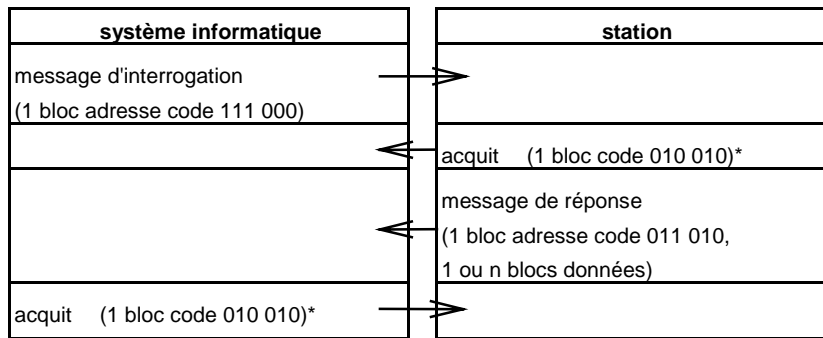 système informatique
station
message d'interrogation
(1 bloc adresse code 111 000)
acquit (1 bloc code 010 010)*
message de réponse
(1 bloc adresse code 011 010,
1 ou n blocs données)
acquit (1 bloc code 010 010)*